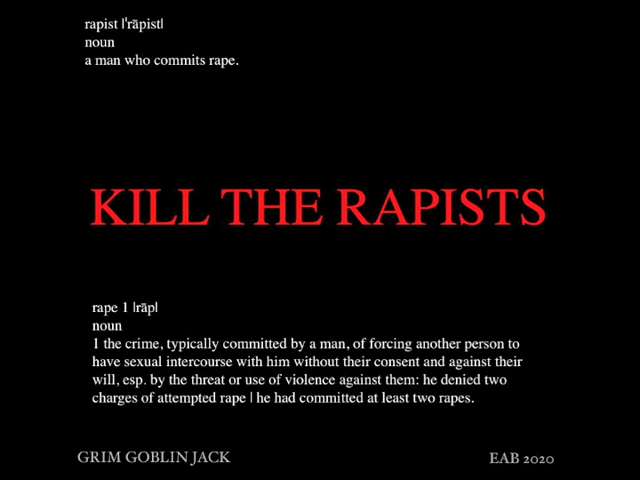 rapist |ˈrāpist|
noun
a man who commits rape.
KILL THE RAPISTS
rape 1 |rāp|
noun
1 the crime, typically committed by a man, of forcing another person to
have sexual intercourse with him without their consent and against their
will, esp. by the threat or use of violence against them: he denied two
charges of attempted rape | he had committed at least two rapes.
GRIM GOBLIN JACK
EAB 2020